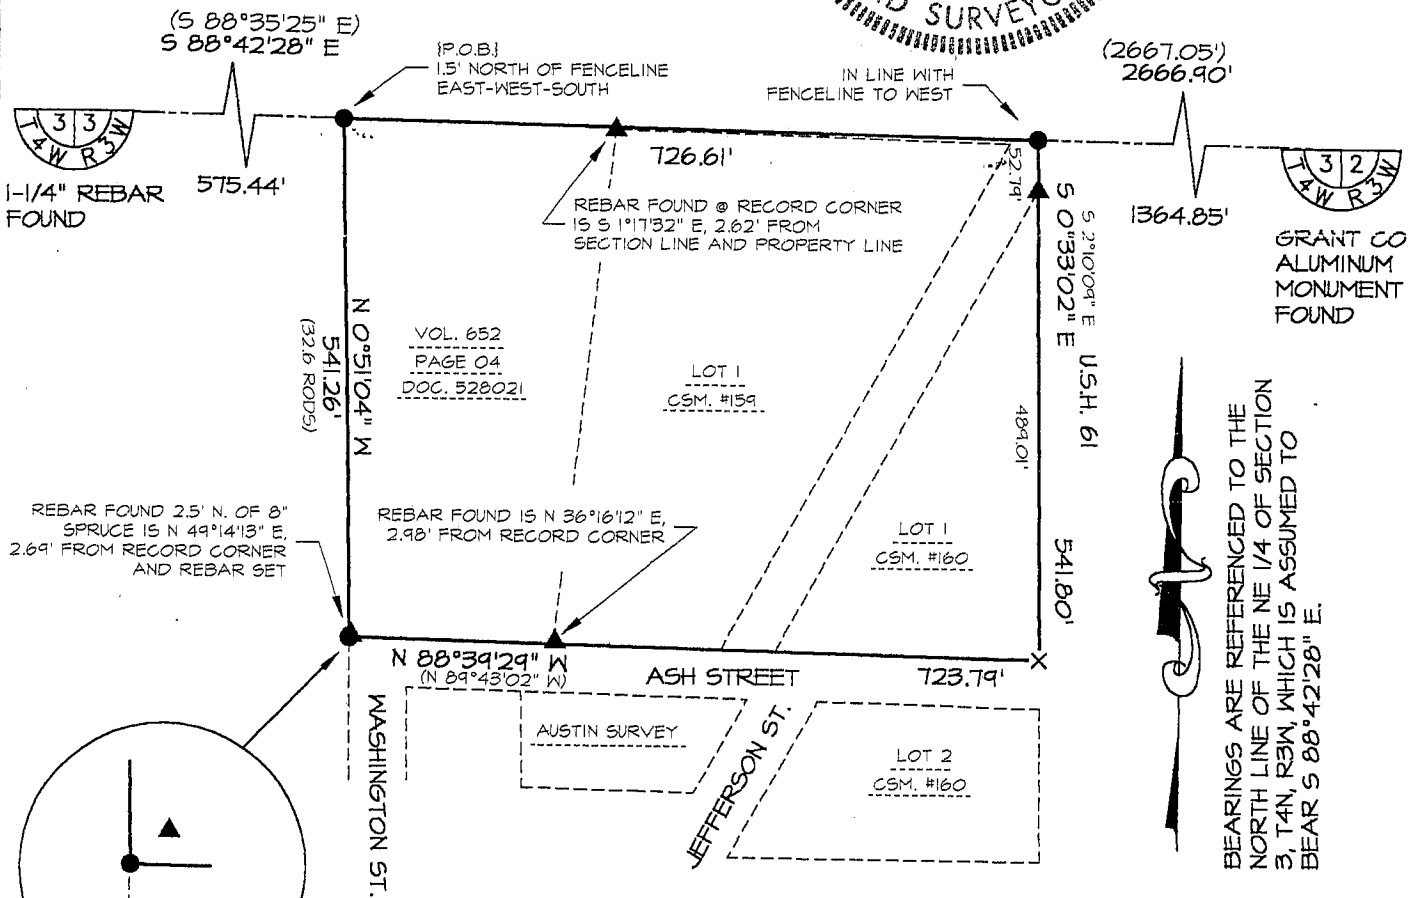 SURVEYO
(S 88°35'25" E)
S 88°42'28" E
{P.O.B.}
1.5' NORTH OF FENCELINE
EAST-WEST-SOUTH
IN LINE WITH
FENCELINE TO WEST
(2667.05')
2666.90'
3 3
T4W R3W
1-1/4" REBAR
FOUND
575.44'
726.61'
52.79'
1364.85'
3 2
T4W R3W
GRANT CO
ALUMINUM
MONUMENT
FOUND
REBAR FOUND @ RECORD CORNER
IS S 1°17'32" E, 2.62' FROM
SECTION LINE AND PROPERTY LINE
S 0°33'02" E
S 2°10'09" E
U.S.H. 61
N 0°51'04" W
541.26'
(32.6 RODS)
VOL. 652
PAGE 04
DOC. 528021
LOT 1
CSM. #159
489.01'
541.80'
REBAR FOUND 2.5' N. OF 8"
SPRUCE IS N 49°14'13" E,
2.69' FROM RECORD CORNER
AND REBAR SET
REBAR FOUND IS N 36°16'12" E,
2.98' FROM RECORD CORNER
LOT 1
CSM. #160
BEARINGS ARE REFERENCED TO THE
NORTH LINE OF THE NE 1/4 OF SECTION
3, T4N, R3W, WHICH IS ASSUMED TO
BEAR S 88°42'28" E.
N 88°39'29" W
(N 89°43'02" W)
ASH STREET
723.79'
WASHINGTON ST.
AUSTIN SURVEY
JEFFERSON ST.
LOT 2
CSM. #160